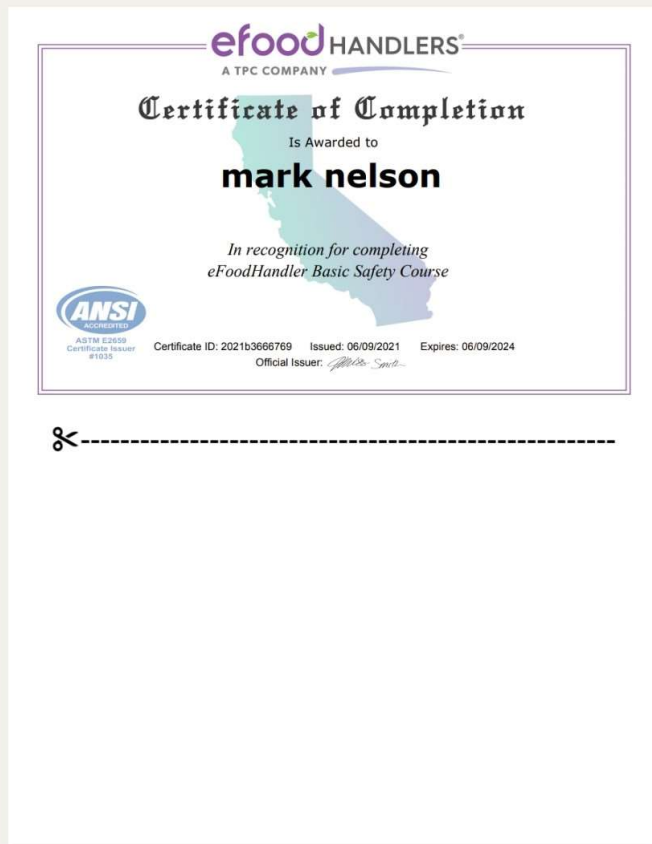 efood HANDLERS®
A TPC COMPANY
Certificate of Completion
Is Awarded to
mark nelson
In recognition for completing
eFoodHandler Basic Safety Course
ANSI
ACCREDITED
ASTM E2659
Certificate Issuer
#1035
Certificate ID: 2021b3666769 Issued: 06/09/2021 Expires: 06/09/2024
Official Issuer: